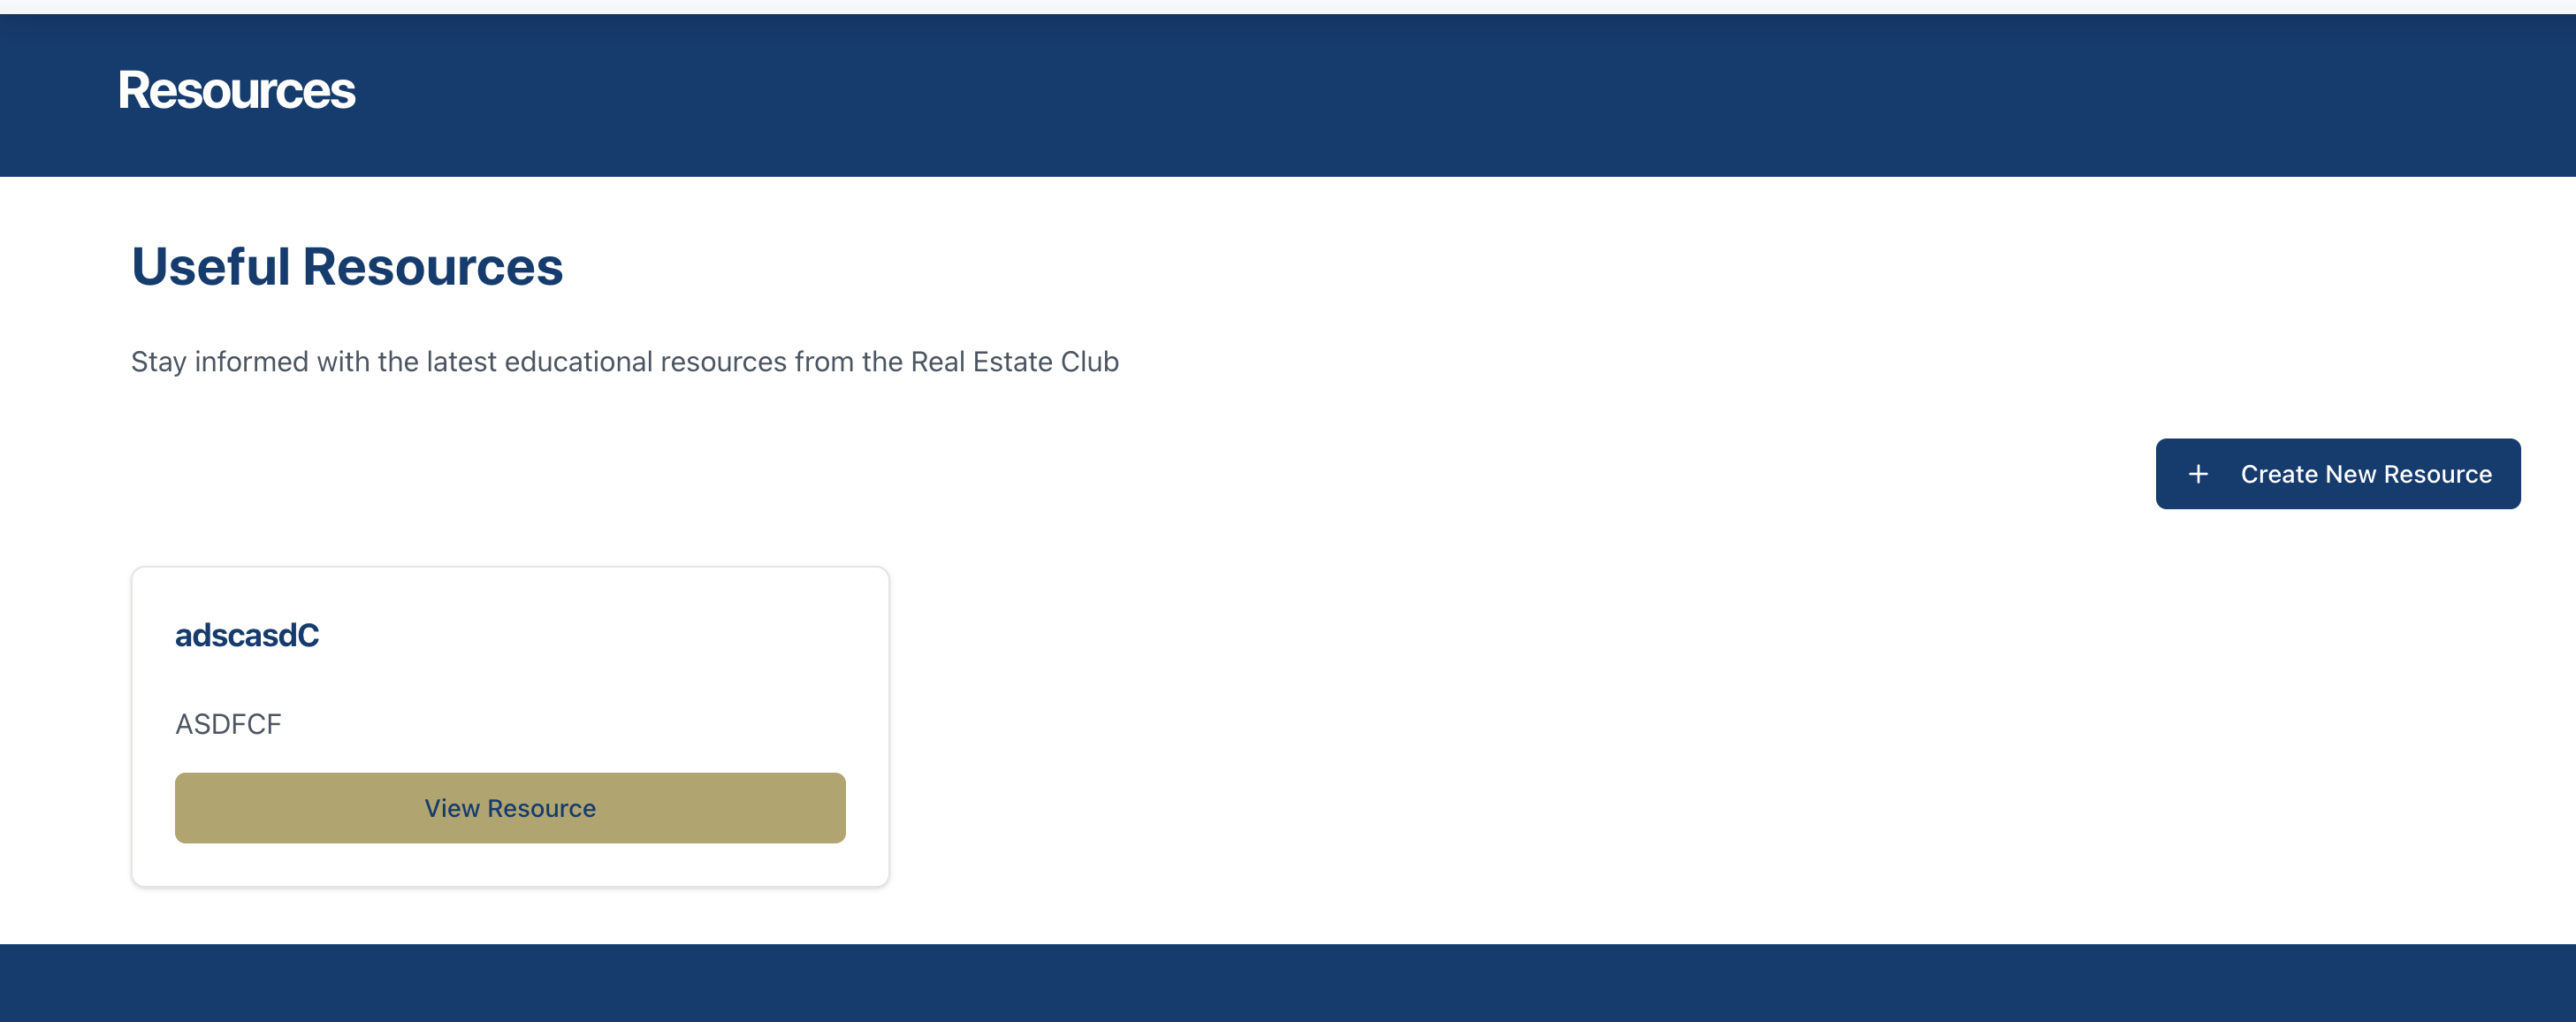 Resources
Useful Resources
Stay informed with the latest educational resources from the Real Estate Club
+ Create New Resource
adscasdC
ASDFCF
View Resource